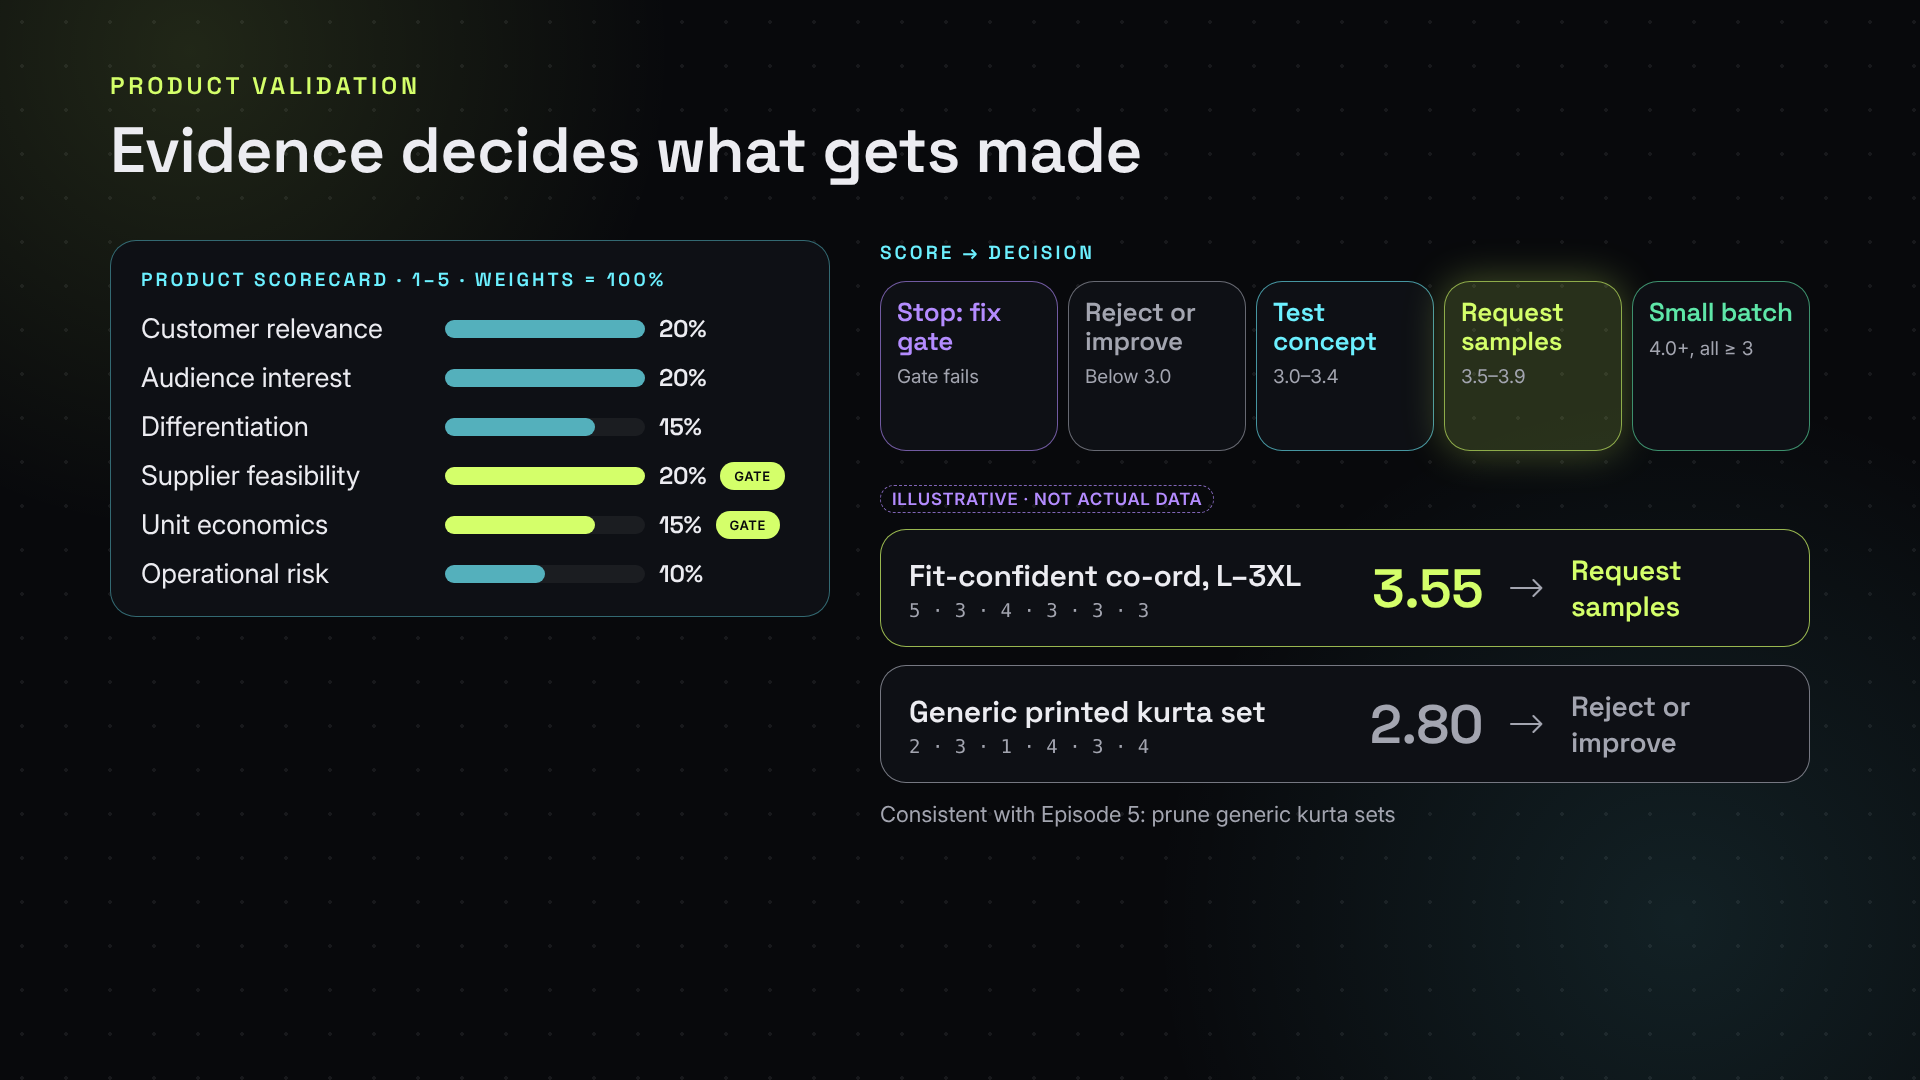 PRODUCT VALIDATION
Evidence decides what gets made
PRODUCT SCORECARD · 1–5 · WEIGHTS = 100%
Customer relevance 20%
Audience interest 20%
Differentiation 15%
Supplier feasibility 20% GATE
Unit economics 15% GATE
Operational risk 10%
SCORE → DECISION
Stop: fix
gate
Gate fails
Reject or
improve
Below 3.0
Test
concept
3.0–3.4
Request
samples
3.5–3.9
Small batch
4.0+, all ≥ 3
ILLUSTRATIVE · NOT ACTUAL DATA
Fit-confident co-ord, L–3XL
5 · 3 · 4 · 3 · 3 · 3
3.55 →
Request
samples
Generic printed kurta set
2 · 3 · 1 · 4 · 3 · 4
2.80 →
Reject or
improve
Consistent with Episode 5: prune generic kurta sets